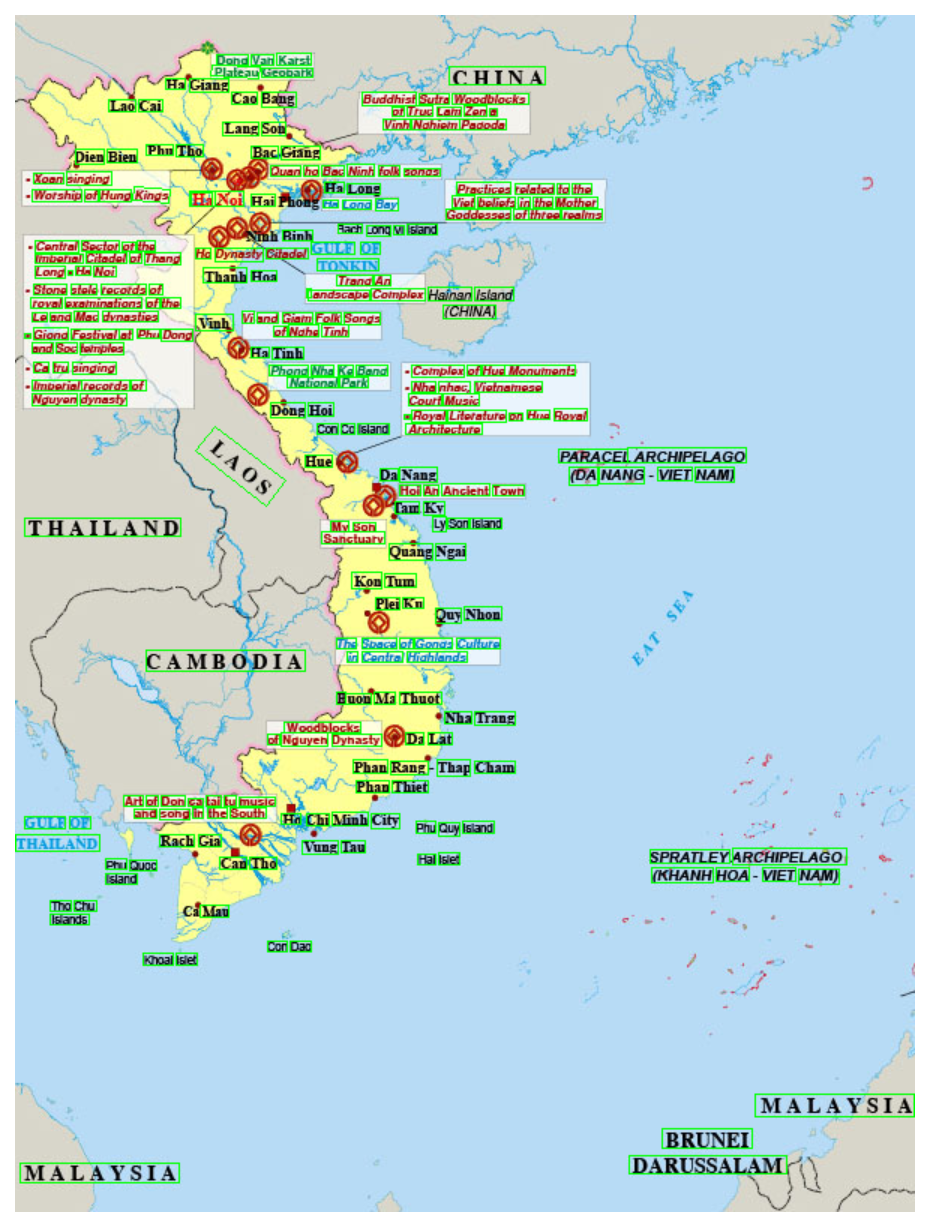 Dong Van Karst
Plateau Geopark
CHINA
Ha Giang
Cao Bang
Lao Cai
Buddhist Sutra Woodblocks
of Truc Lam Zen a
Vinh Nghiem Pagoda
Lang Son
Phu Tho
Bac Giang
Dien Bien
- Xoan singing
- Worship of Hung Kings
Quan ho Bac Ninh folk songs
Ha Long
Ha Long Bay
Ha Noi
Hai Phong
Practices related to the
Viet beliefs in the Mother
Goddesses of three realms
Bach Long Vi Island
Ninh Binh
GULF OF
TONKIN
Ho Dynasty Citadel
- Central Sector of the
Imperial Citadel of Thang
Long - Ha Noi
- Stone stele records of
royal examinations of the
Le and Mac dynasties
- Giong Festival at Phu Dong
and Soc temples
- Ca tru singing
- Imperial records of
Nguyen dynasty
Thanh Hoa
Trang An
Landscape Complex
Hainan Island
(CHINA)
Vinh
Vi and Giam Folk Songs
of Nghe Tinh
Ha Tinh
Phong Nha Ke Bang
National Park
- Complex of Hue Monuments
- Nha nhac, Vietnamese
Court Music
- Royal Literature on Hue Royal
Architecture
Dong Hoi
Con Co Island
LAOS
Hue
PARACEL ARCHIPELAGO
(DA NANG - VIET NAM)
Da Nang
Hoi An Ancient Town
Tam Ky
Ly Son Island
THAILAND
My Son
Sanctuary
Quang Ngai
Kon Tum
Plei Ku
Quy Nhon
EAT SEA
The Space of Gongs Culture
in Central Highlands
CAMBODIA
Buon Ma Thuot
Nha Trang
Woodblocks
of Nguyen Dynasty
Da Lat
Phan Rang - Thap Cham
Phan Thiet
Art of Don ca tai tu music
and song in the South
Ho Chi Minh City
Phu Quy Island
GULF OF
THAILAND
Rach Gia
Vung Tau
Can Tho
Hai Islet
Phu Quoc
Island
SPRATLEY ARCHIPELAGO
(KHANH HOA - VIET NAM)
Tho Chu
Islands
Ca Mau
Con Dao
Khoai Islet
MALAYSIA
BRUNEI
DARUSSALAM
MALAYSIA